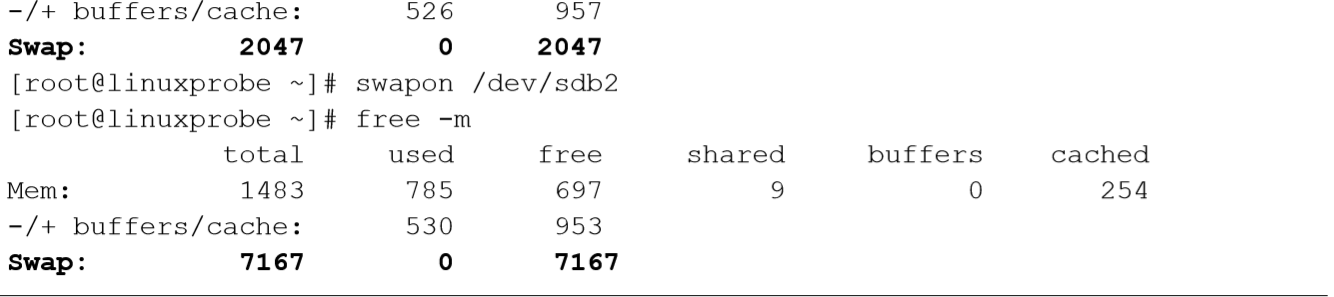 -/+ buffers/cache: 526 957
Swap: 2047 0 2047
[root@linuxprobe ~]# swapon /dev/sdb2
[root@linuxprobe ~]# free -m
total used free shared buffers cached
Mem: 1483 785 697 9 0 254
-/+ buffers/cache: 530 953
Swap: 7167 0 7167